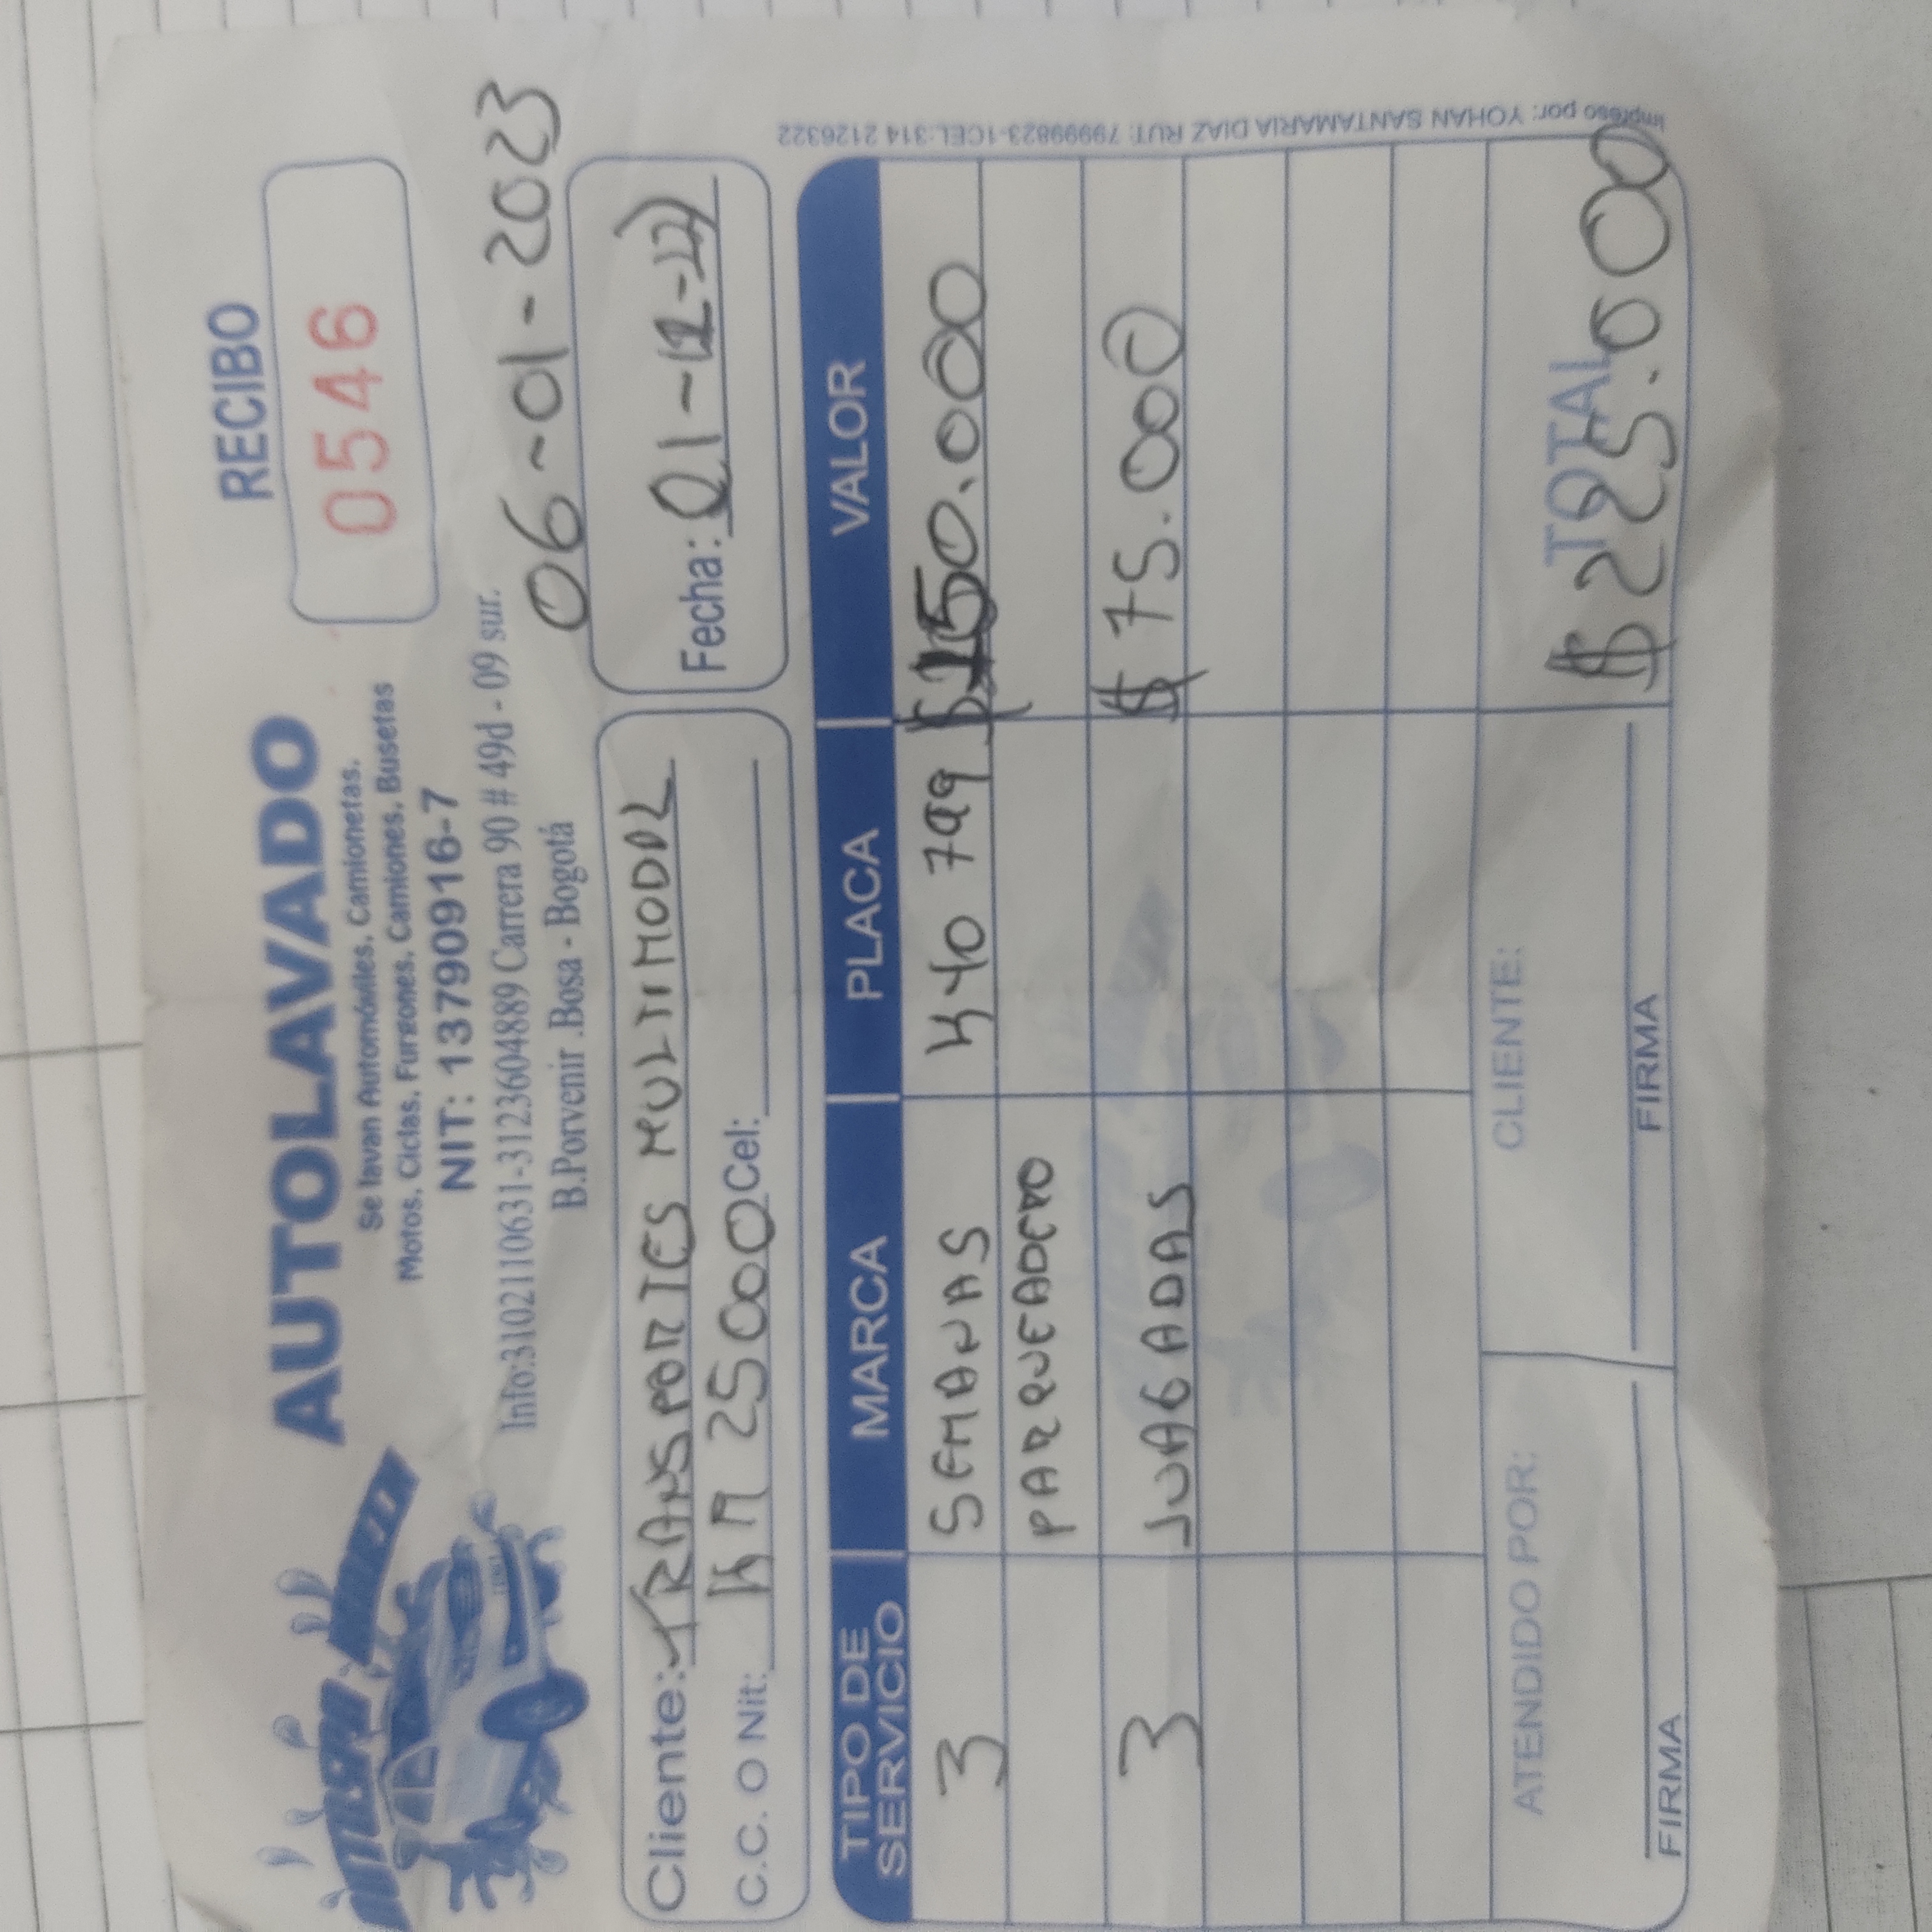 RECIBO
0546
AUTOLAVADO
Se lavan Automóviles. Camionetas.
Motos. Ciclas. Furgones. Camiones. Busetas
NIT: 13790916-7
Info:3102110631-3123604889 Carrera 90 # 49d - 09 sur.
B.Porvenir .Bosa - Bogotá
06-01-2023
Cliente: TRANSPORTES MULTIMODAL
Fecha: 01-12-22
C.C. O Nit: KM 25000 Cel:
TIPO DE SERVICIO MARCA PLACA VALOR
3 SEMANAS 440 799 $150.000
PARQUEADERO
3 JUAGADAS $75.000
ATENDIDO POR: CLIENTE: TOTAL
$225.000
FIRMA FIRMA
Impreso por: YOHAN SANTAMARIA DIAZ RUT: 79999823-1CEL:314 2126322